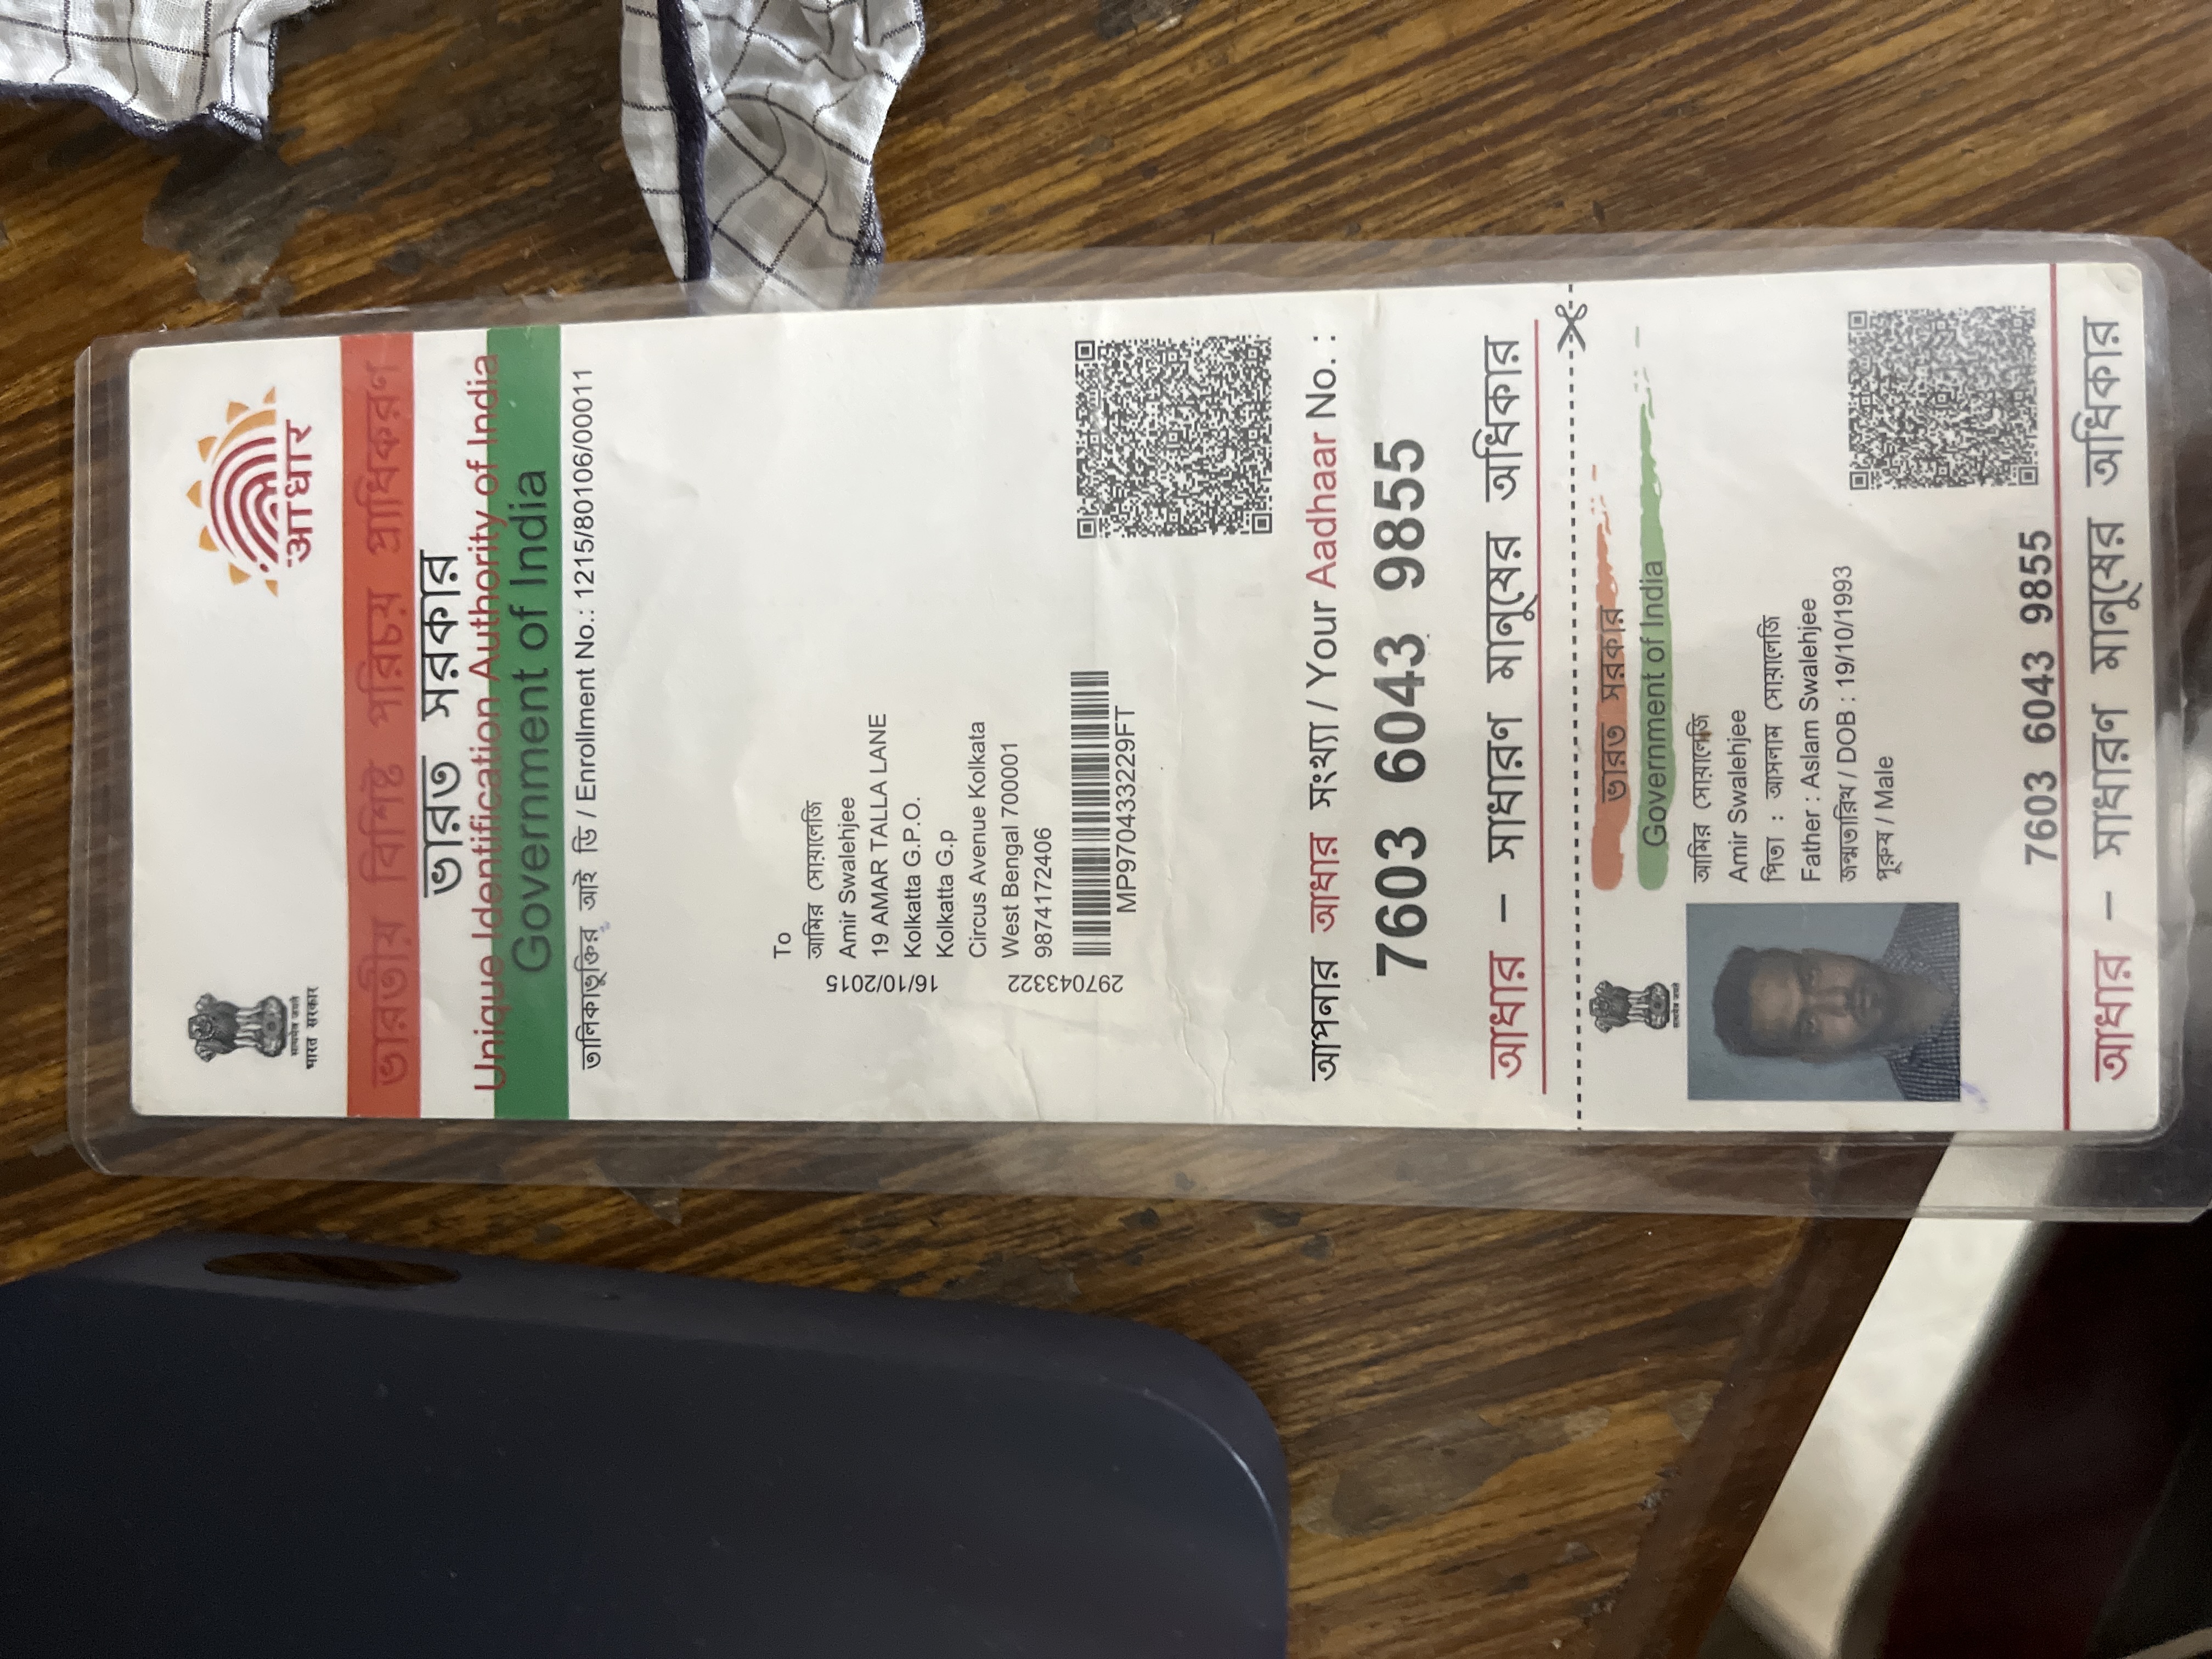 सत्यमेव जयते
भारत सरकार
आधार
ভারতীয় বিশিষ্ট পরিচয় প্রাধিকরণ
ভারত সরকার
Unique Identification Authority of India
Government of India
তালিকাভুক্তির আই ডি / Enrollment No.: 1215/80106/00011
To
আমির সোয়ালেজি
Amir Swalehjee
19 AMAR TALLA LANE
Kolkatta G.P.O.
Kolkatta G.p
Circus Avenue Kolkata
West Bengal 700001
9874172406
16/10/2015
297043322
MP970433229FT
আপনার আধার সংখ্যা / Your Aadhaar No. :
7603 6043 9855
আধার – সাধারণ মানুষের অধিকার
सत्यमेव जयते
ভারত সরকার
Government of India
আমির সোয়ালেজি
Amir Swalehjee
পিতা : আসলাম সোয়ালেজি
Father : Aslam Swalehjee
জন্মতারিখ / DOB : 19/10/1993
পুরুষ / Male
7603 6043 9855
আধার – সাধারণ মানুষের অধিকার